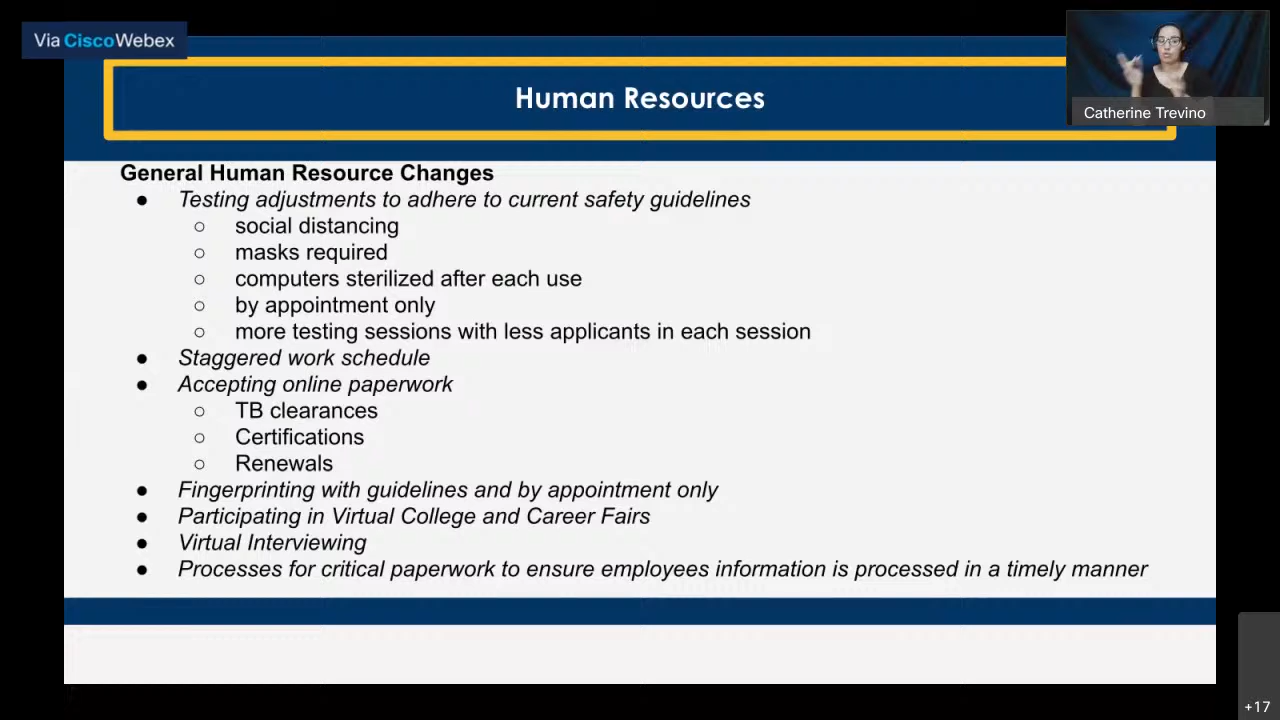 Via CiscoWebex
Human Resources
Catherine Trevino
General Human Resource Changes
● Testing adjustments to adhere to current safety guidelines
○ social distancing
○ masks required
○ computers sterilized after each use
○ by appointment only
○ more testing sessions with less applicants in each session
● Staggered work schedule
● Accepting online paperwork
○ TB clearances
○ Certifications
○ Renewals
● Fingerprinting with guidelines and by appointment only
● Participating in Virtual College and Career Fairs
● Virtual Interviewing
● Processes for critical paperwork to ensure employees information is processed in a timely manner
+17